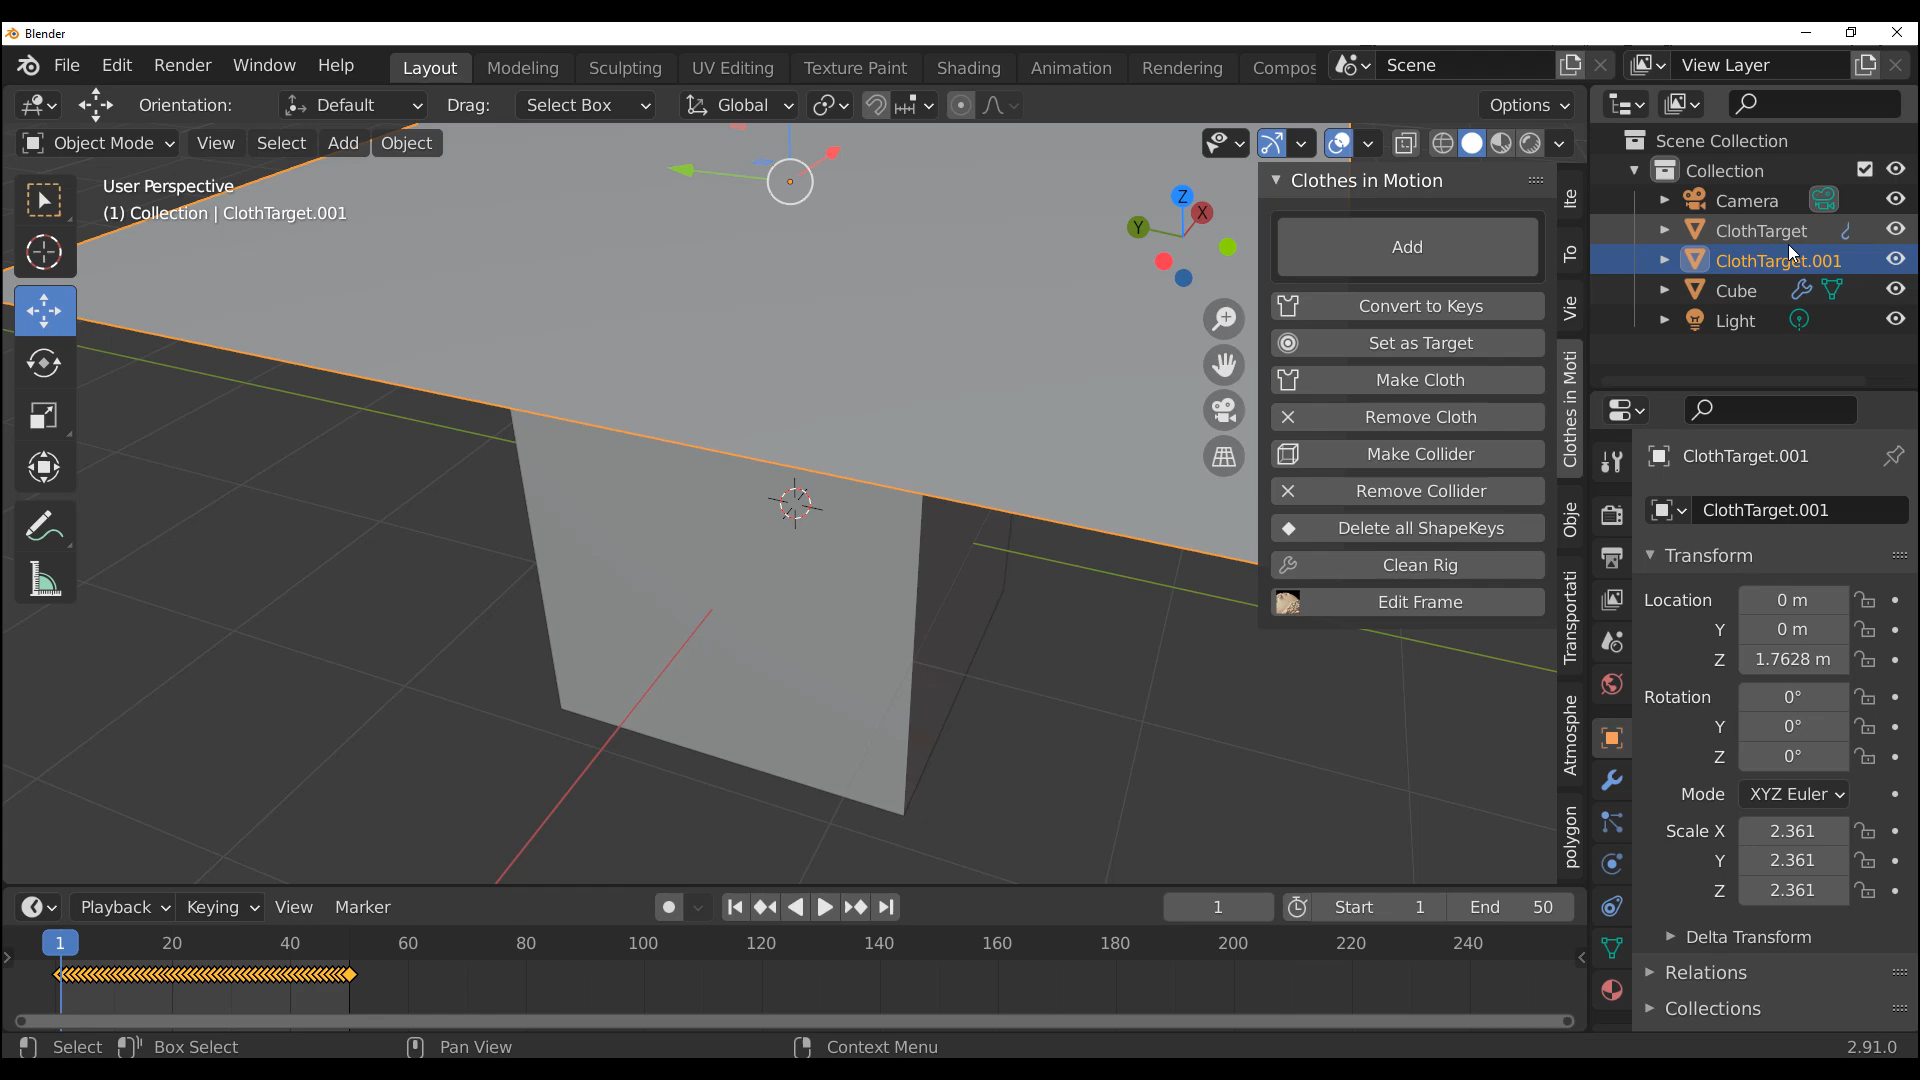 Blender
File Edit Render Window Help
Layout Modeling Sculpting UV Editing Texture Paint Shading Animation Rendering Compos
Scene
View Layer
Orientation: Default Drag: Select Box Global Options
Object Mode View Select Add Object
User Perspective
(1) Collection | ClothTarget.001
Z
X
Y
Clothes in Motion
Add
Convert to Keys
Set as Target
Make Cloth
Remove Cloth
Make Collider
Remove Collider
Delete all ShapeKeys
Clean Rig
Edit Frame
Ite
To
Vie
Clothes in Moti
Obje
Transportati
Atmosphe
polygon
Scene Collection
Collection
Camera
ClothTarget
ClothTarget.001
Cube
Light
ClothTarget.001
ClothTarget.001
Transform
Location 0 m
Y 0 m
Z 1.7628 m
Rotation 0°
Y 0°
Z 0°
Mode XYZ Euler
Scale X 2.361
Y 2.361
Z 2.361
Delta Transform
Relations
Collections
Playback Keying View Marker
1 Start 1 End 50
1 20 40 60 80 100 120 140 160 180 200 220 240
Select Box Select Pan View Context Menu 2.91.0